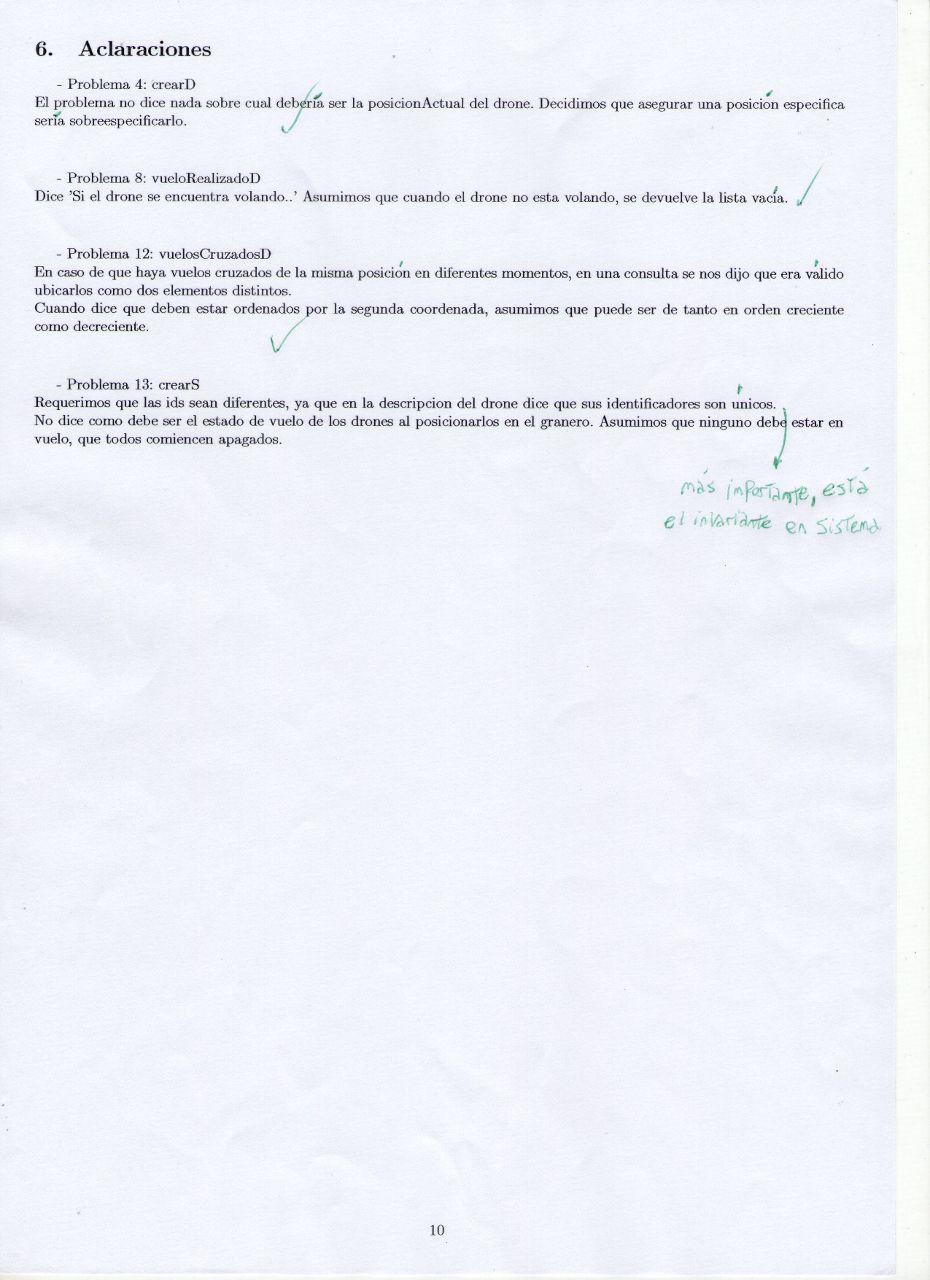 6. Aclaraciones
- Problema 4: crearD
El problema no dice nada sobre cual debería ser la posicionActual del drone. Decidimos que asegurar una posición especifica
sería sobreespecificarlo.
- Problema 8: vueloRealizadoD
Dice 'Si el drone se encuentra volando..' Asumimos que cuando el drone no esta volando, se devuelve la lista vacía.
- Problema 12: vuelosCruzadosD
En caso de que haya vuelos cruzados de la misma posición en diferentes momentos, en una consulta se nos dijo que era válido
ubicarlos como dos elementos distintos.
Cuando dice que deben estar ordenados por la segunda coordenada, asumimos que puede ser de tanto en orden creciente
como decreciente.
- Problema 13: crearS
Requerimos que las ids sean diferentes, ya que en la descripcion del drone dice que sus identificadores son únicos.
No dice como debe ser el estado de vuelo de los drones al posicionarlos en el granero. Asumimos que ninguno debe estar en
vuelo, que todos comiencen apagados.
más importante, está
el invariante en Sistema
10